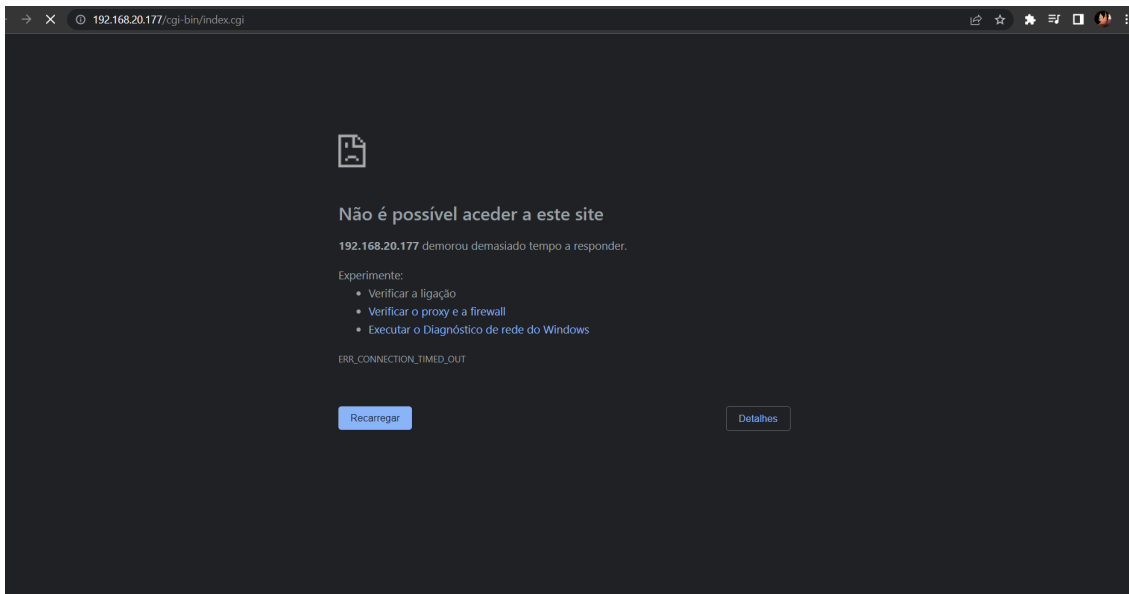 192.168.20.177/cgi-bin/index.cgi
Não é possível aceder a este site
192.168.20.177 demorou demasiado tempo a responder.
Experimente:
Verificar a ligação
Verificar o proxy e a firewall
Executar o Diagnóstico de rede do Windows
ERR_CONNECTION_TIMED_OUT
Recarregar
Detalhes